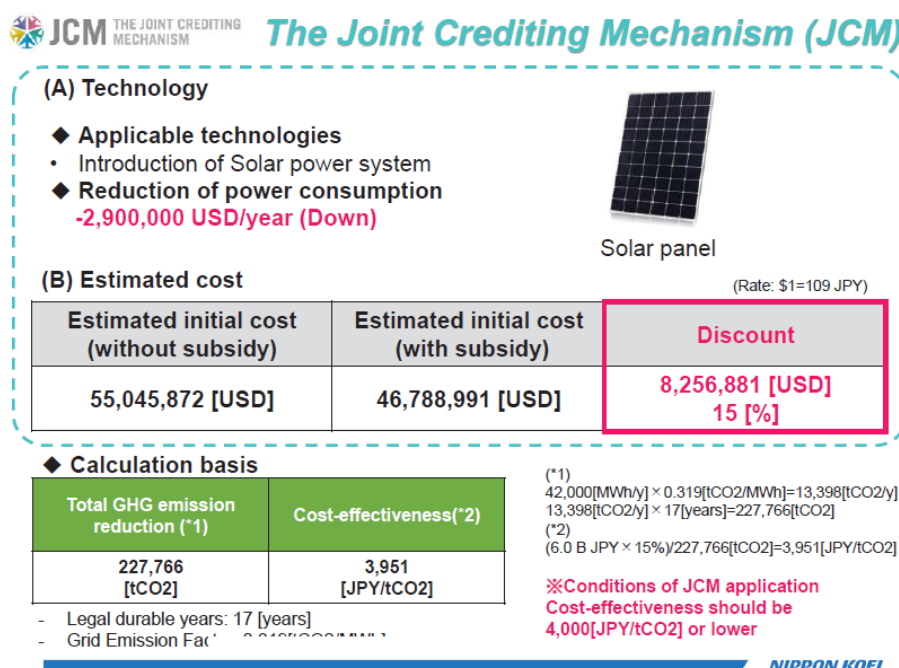 JCM THE JOINT CREDITING MECHANISM
The Joint Crediting Mechanism (JCM)
(A) Technology
◆ Applicable technologies
• Introduction of Solar power system
◆ Reduction of power consumption
-2,900,000 USD/year (Down)
Solar panel
(B) Estimated cost
(Rate: $1=109 JPY)
Estimated initial cost (without subsidy)
Estimated initial cost (with subsidy)
Discount
55,045,872 [USD]
46,788,991 [USD]
8,256,881 [USD]
15 [%]
◆ Calculation basis
Total GHG emission reduction (*1)
Cost-effectiveness(*2)
227,766 [tCO2]
3,951 [JPY/tCO2]
- Legal durable years: 17 [years]
- Grid Emission
(*1)
42,000[MWh/y] × 0.319[tCO2/MWh]=13,398[tCO2/y]
13,398[tCO2/y] × 17[years]=227,766[tCO2]
(*2)
(6.0 B JPY × 15%)/227,766[tCO2]=3,951[JPY/tCO2]
※Conditions of JCM application
Cost-effectiveness should be
4,000[JPY/tCO2] or lower
NIPPON KOEI